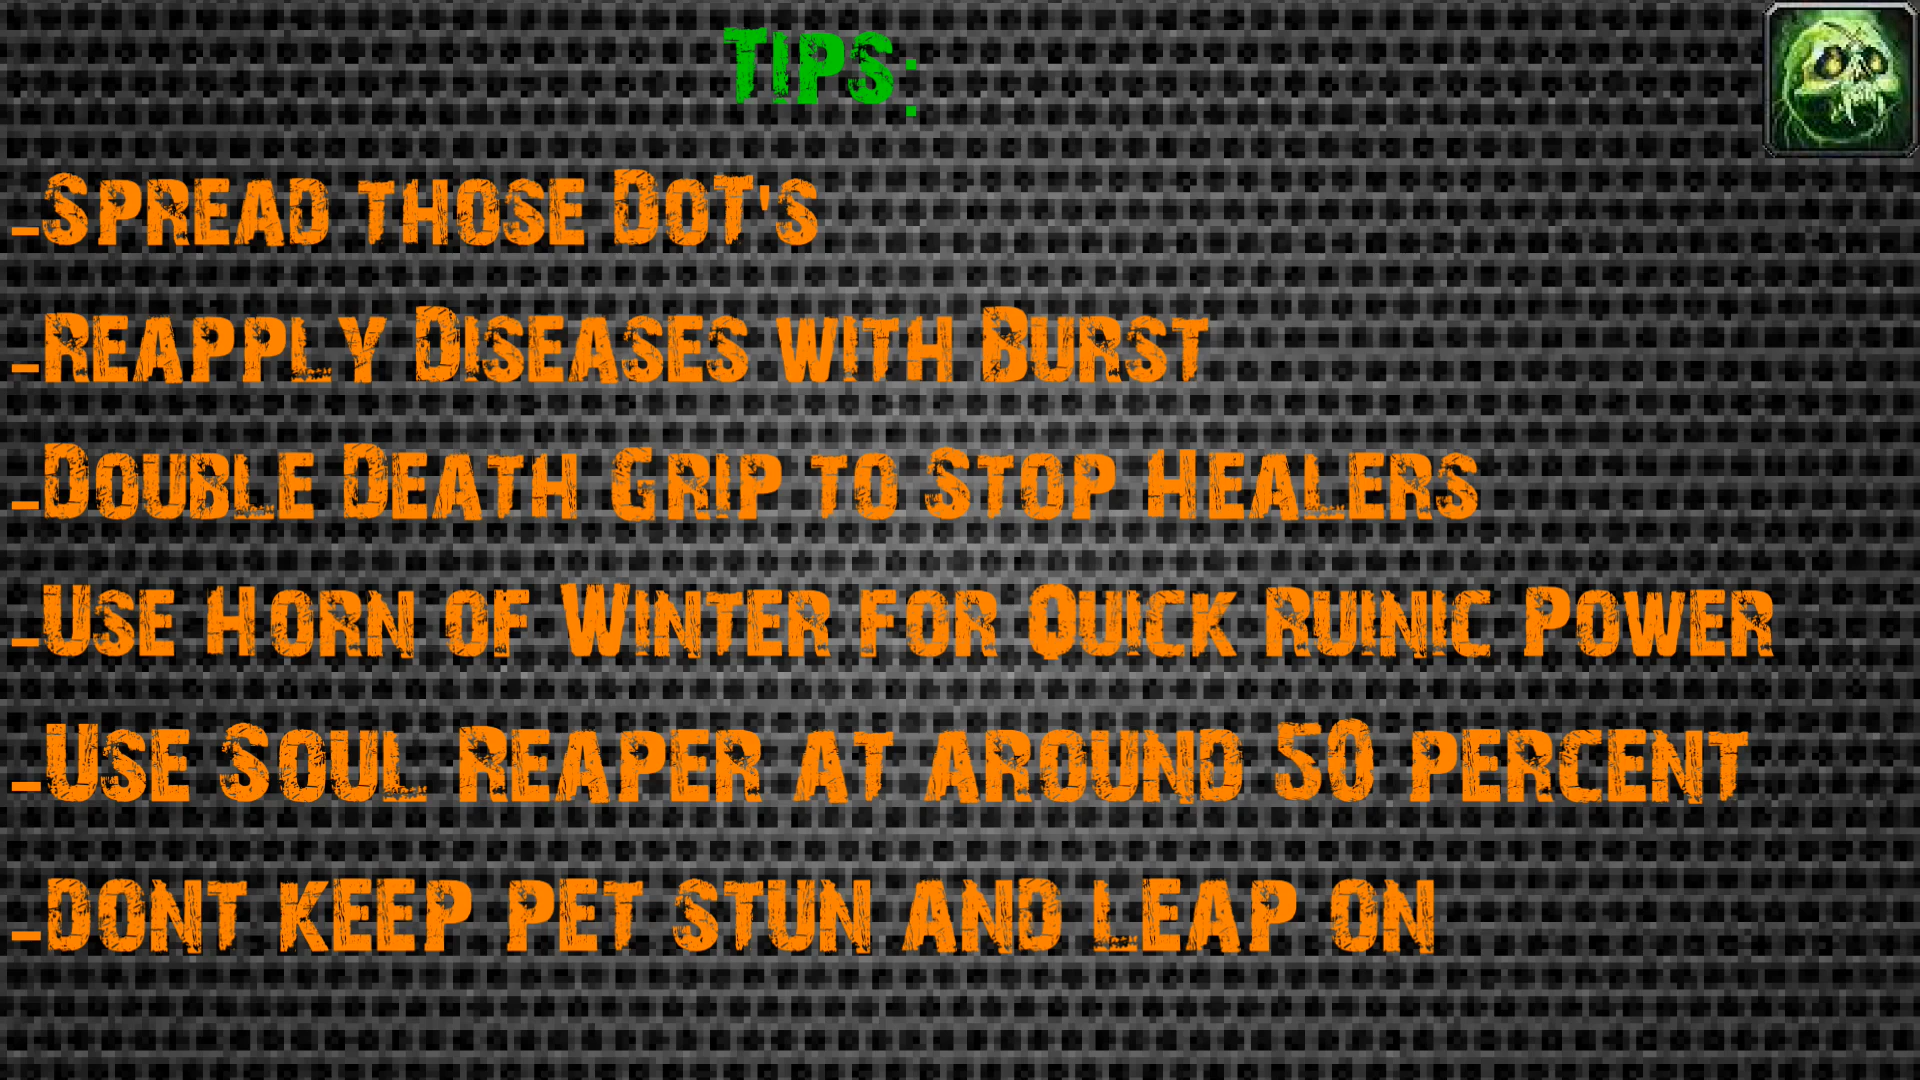 Tips:
-Spread those DoT's
-Reapply Diseases with Burst
-Double Death Grip to Stop Healers
-Use Horn of Winter for Quick Ruinic Power
-Use Soul Reaper at around 50 percent
-Dont keep pet stun and leap on